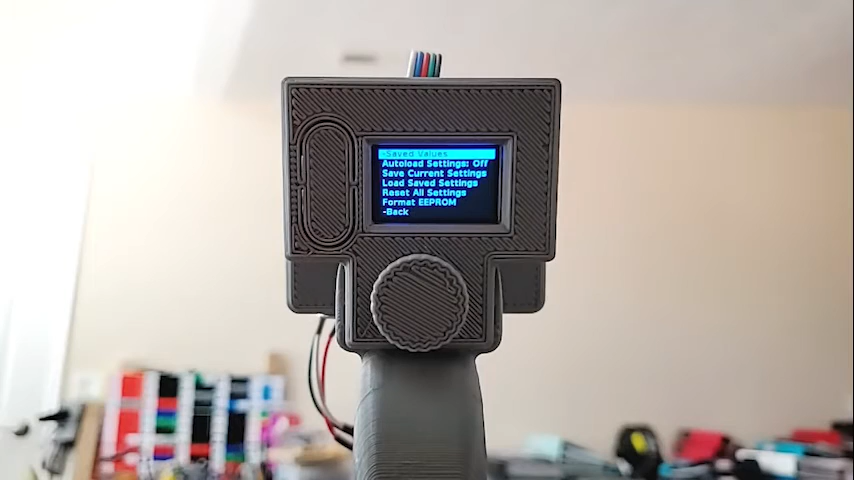 -Saved Values
Autoload Settings: Off
Save Current Settings
Load Saved Settings
Reset All Settings
Format EEPROM
-Back